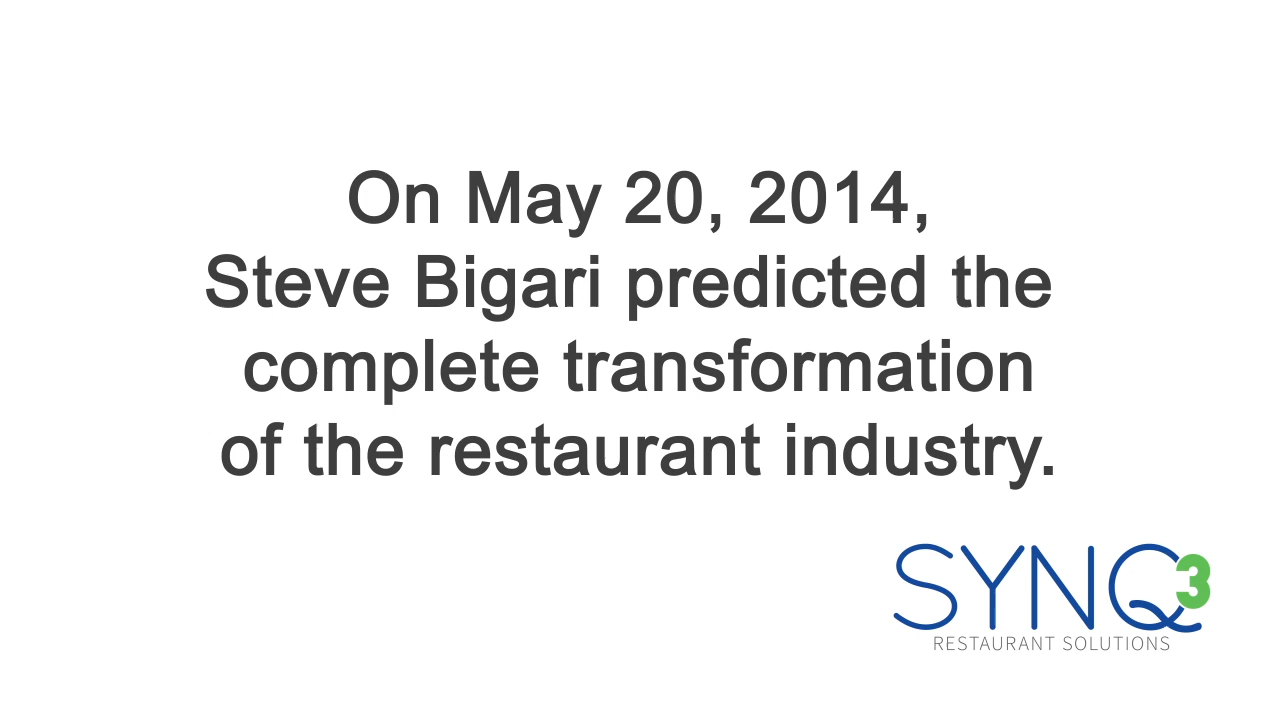 On May 20, 2014,
Steve Bigari predicted the
complete transformation
of the restaurant industry.
SYNQ3
RESTAURANT SOLUTIONS